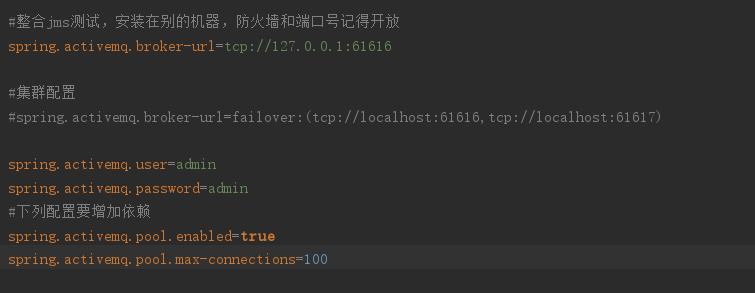 #整合jms测试，安装在别的机器，防火墙和端口号记得开放
spring.activemq.broker-url=tcp://127.0.0.1:61616
#集群配置
#spring.activemq.broker-url=failover:(tcp://localhost:61616,tcp://localhost:61617)
spring.activemq.user=admin
spring.activemq.password=admin
#下列配置要增加依赖
spring.activemq.pool.enabled=true
spring.activemq.pool.max-connections=100